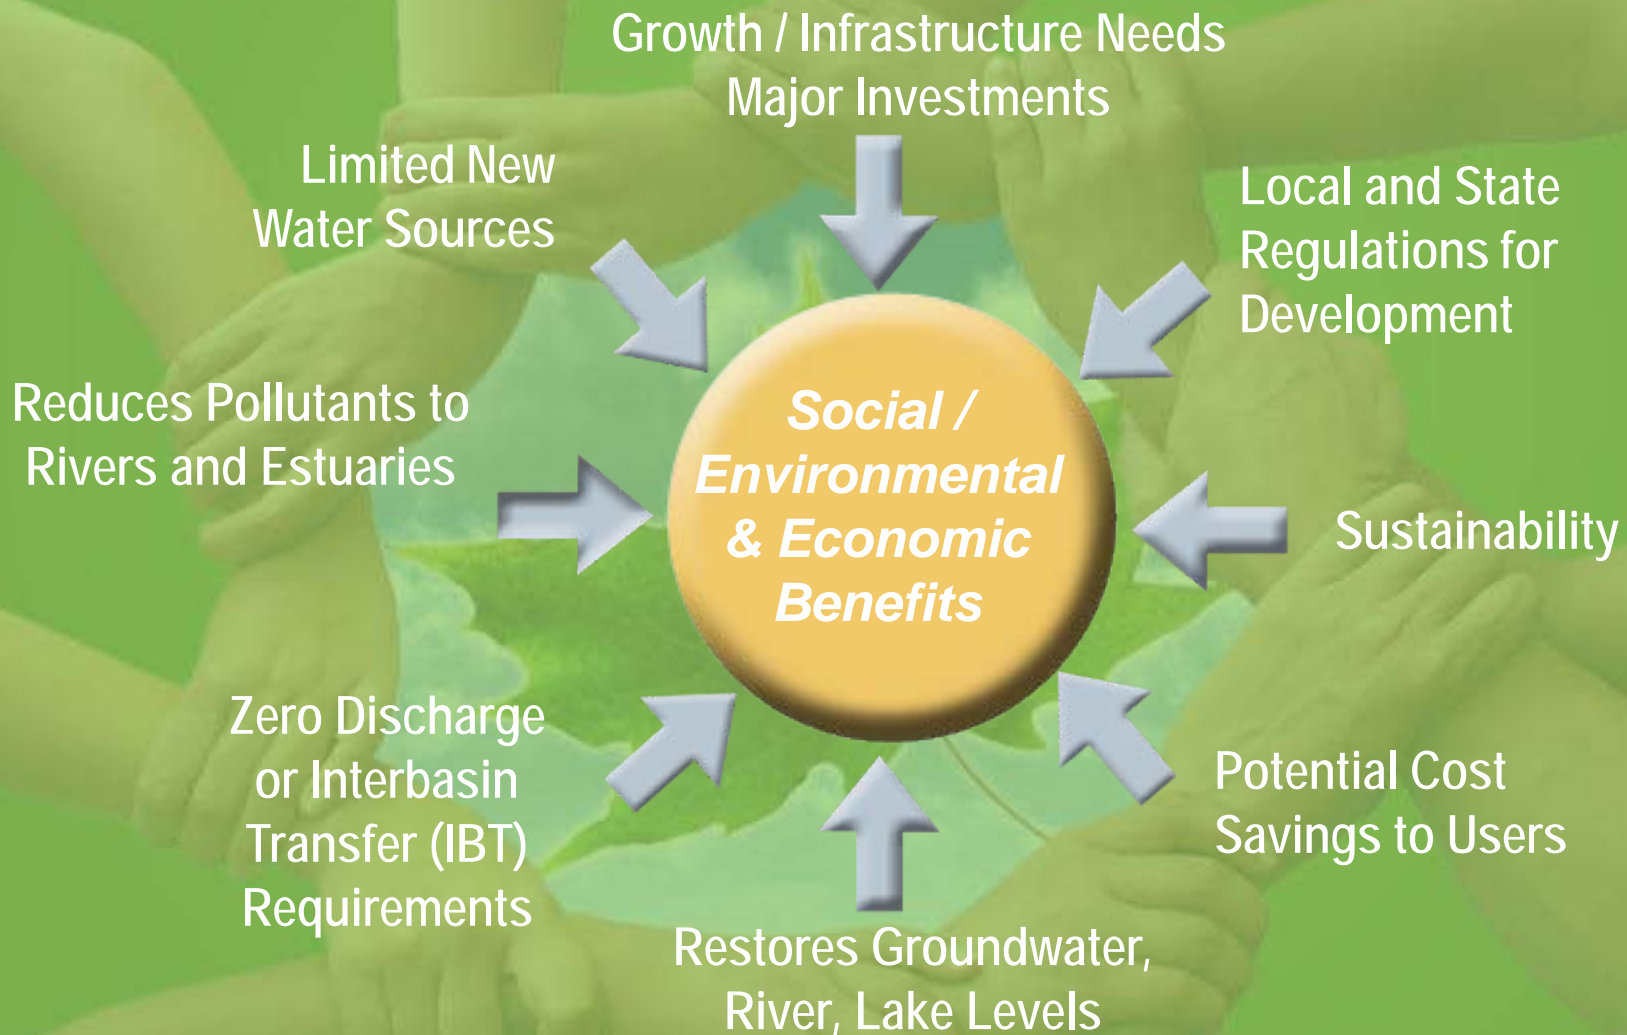 Growth / Infrastructure Needs
Major Investments
Limited New
Water Sources
Local and State
Regulations for
Development
Reduces Pollutants to
Rivers and Estuaries
Social /
Environmental
& Economic
Benefits
Sustainability
Zero Discharge
or Interbasin
Transfer (IBT)
Requirements
Potential Cost
Savings to Users
Restores Groundwater,
River, Lake Levels